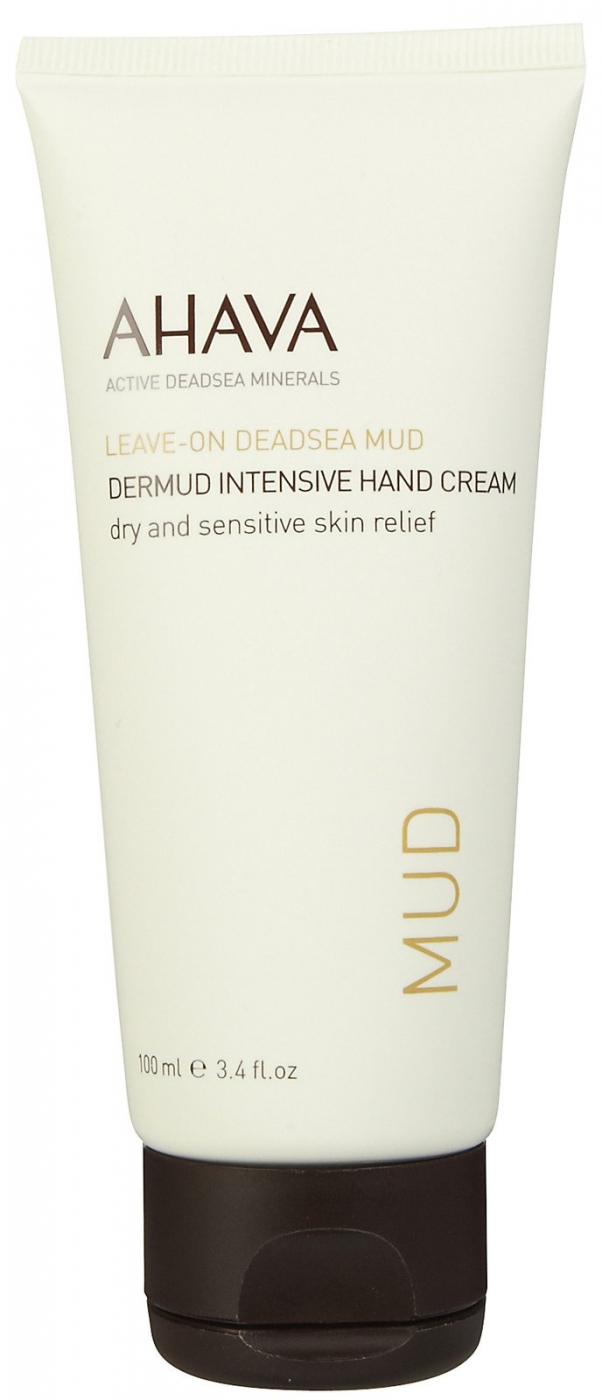 AHAVA
ACTIVE DEADSEA MINERALS
LEAVE-ON DEADSEA MUD
DERMUD INTENSIVE HAND CREAM
dry and sensitive skin relief
MUD
100 ml ℮ 3.4 fl.oz